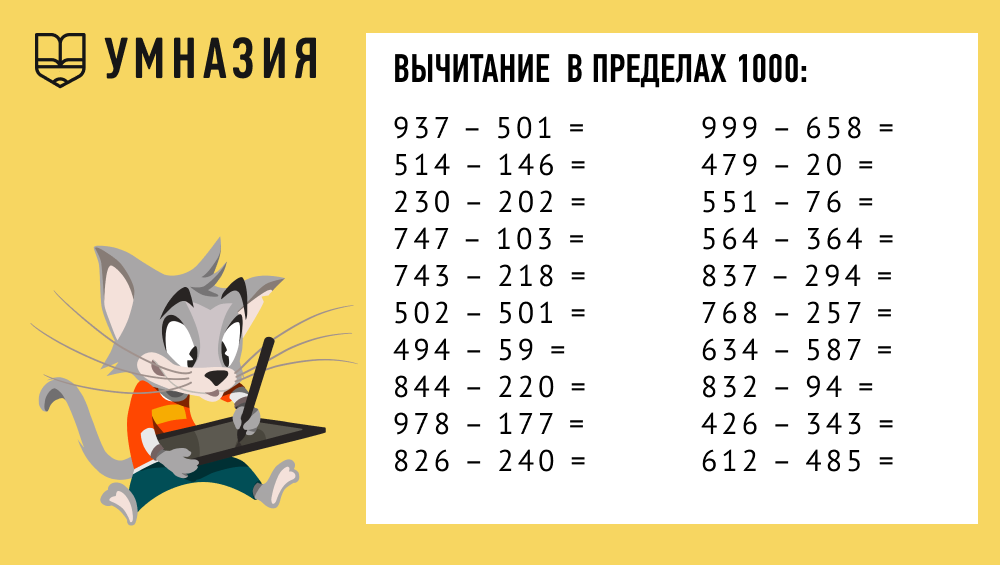 УМНАЗИЯ
ВЫЧИТАНИЕ В ПРЕДЕЛАХ 1000:
937 – 501 =
514 – 146 =
230 – 202 =
747 – 103 =
743 – 218 =
502 – 501 =
494 – 59 =
844 – 220 =
978 – 177 =
826 – 240 =
999 – 658 =
479 – 20 =
551 – 76 =
564 – 364 =
837 – 294 =
768 – 257 =
634 – 587 =
832 – 94 =
426 – 343 =
612 – 485 =